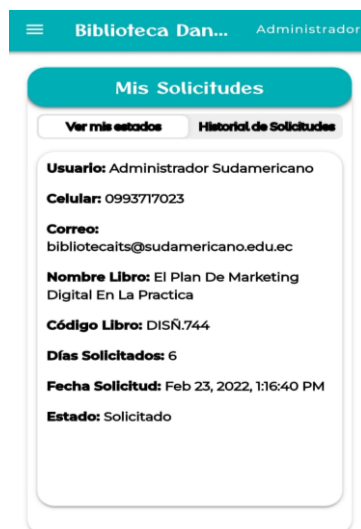 Biblioteca Dan... Administrador
Mis Solicitudes
Ver mis estados Historial de Solicitudes
Usuario: Administrador Sudamericano
Celular: 0993717023
Correo:
bibliotecaits@sudamericano.edu.ec
Nombre Libro: El Plan De Marketing
Digital En La Practica
Código Libro: DISÑ.744
Días Solicitados: 6
Fecha Solicitud: Feb 23, 2022, 1:16:40 PM
Estado: Solicitado